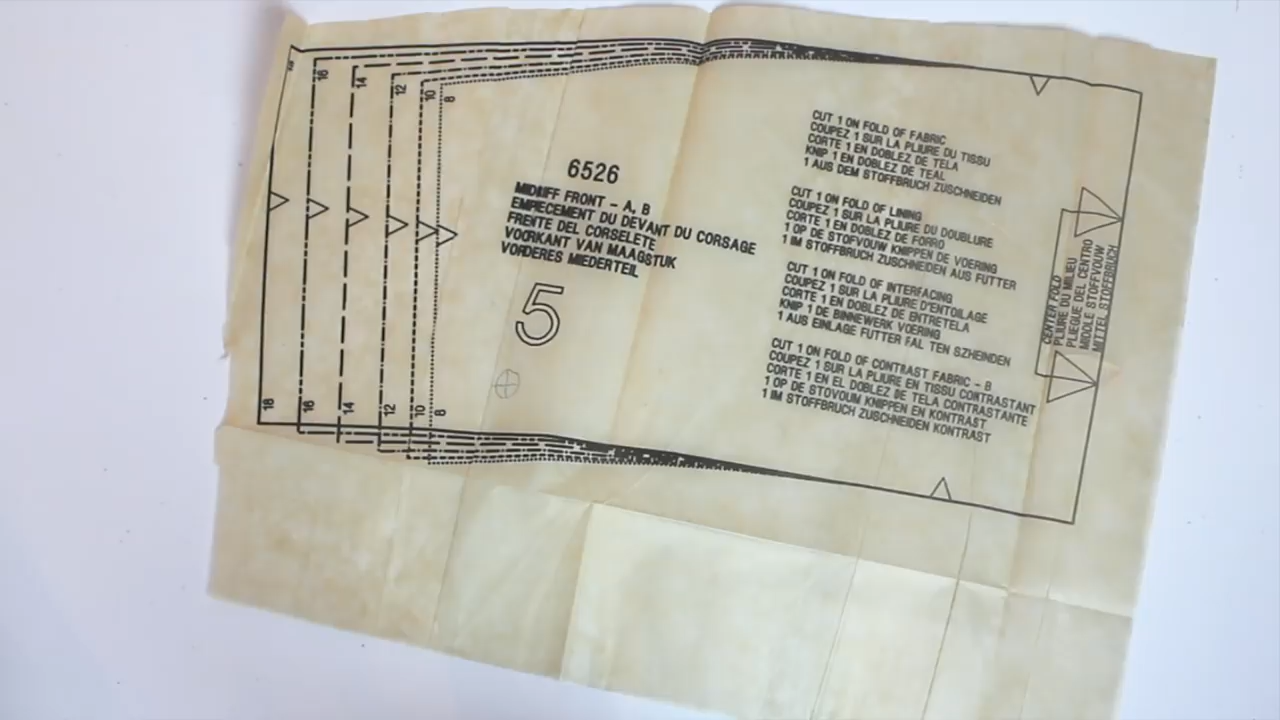 16
14
12
10
8
6526
MIDRIFF FRONT - A, B
EMPIECEMENT DU DEVANT DU CORSAGE
FRENTE DEL CORSELETE
VOORKANT VAN MAAGSTUK
VORDERES MIEDERTEIL
5
CUT 1 ON FOLD OF FABRIC
COUPEZ 1 SUR LA PLIURE DU TISSU
CORTE 1 EN DOBLEZ DE TELA
KNIP 1 EN DOBLEZ DE TEAL
1 AUS DEM STOFFBRUCH ZUSCHNEIDEN
CUT 1 ON FOLD OF LINING
COUPEZ 1 SUR LA PLIURE DU DOUBLURE
CORTE 1 EN DOBLEZ DE FORRO
1 OP DE STOFVOUW KNIPPEN DE VOERING
1 IM STOFFBRUCH ZUSCHNEIDEN AUS FUTTER
CUT 1 ON FOLD OF INTERFACING
COUPEZ 1 SUR LA PLIURE D'ENTOILAGE
CORTE 1 EN DOBLEZ DE ENTRETELA
KNIP 1 DE BINNEWERK VOERING
1 AUS EINLAGE FUTTER FAL TEN SZHEINDEN
CUT 1 ON FOLD OF CONTRAST FABRIC - B
COUPEZ 1 SUR LA PLIURE EN TISSU CONTRASTANT
CORTE 1 EN EL DOBLEZ DE TELA CONTRASTANTE
1 OP DE STOVOUM KNIPPEN EN KONTRAST
1 IM STOFFBRUCH ZUSCHNEIDEN KONTRAST
CENTER FOLD
PLIURE DU MILIEU
PLIEGUE DEL CENTRO
MIDDLE STOFFVOUW
MITTEL STOFFBRUCH
18
16
14
12
10
8